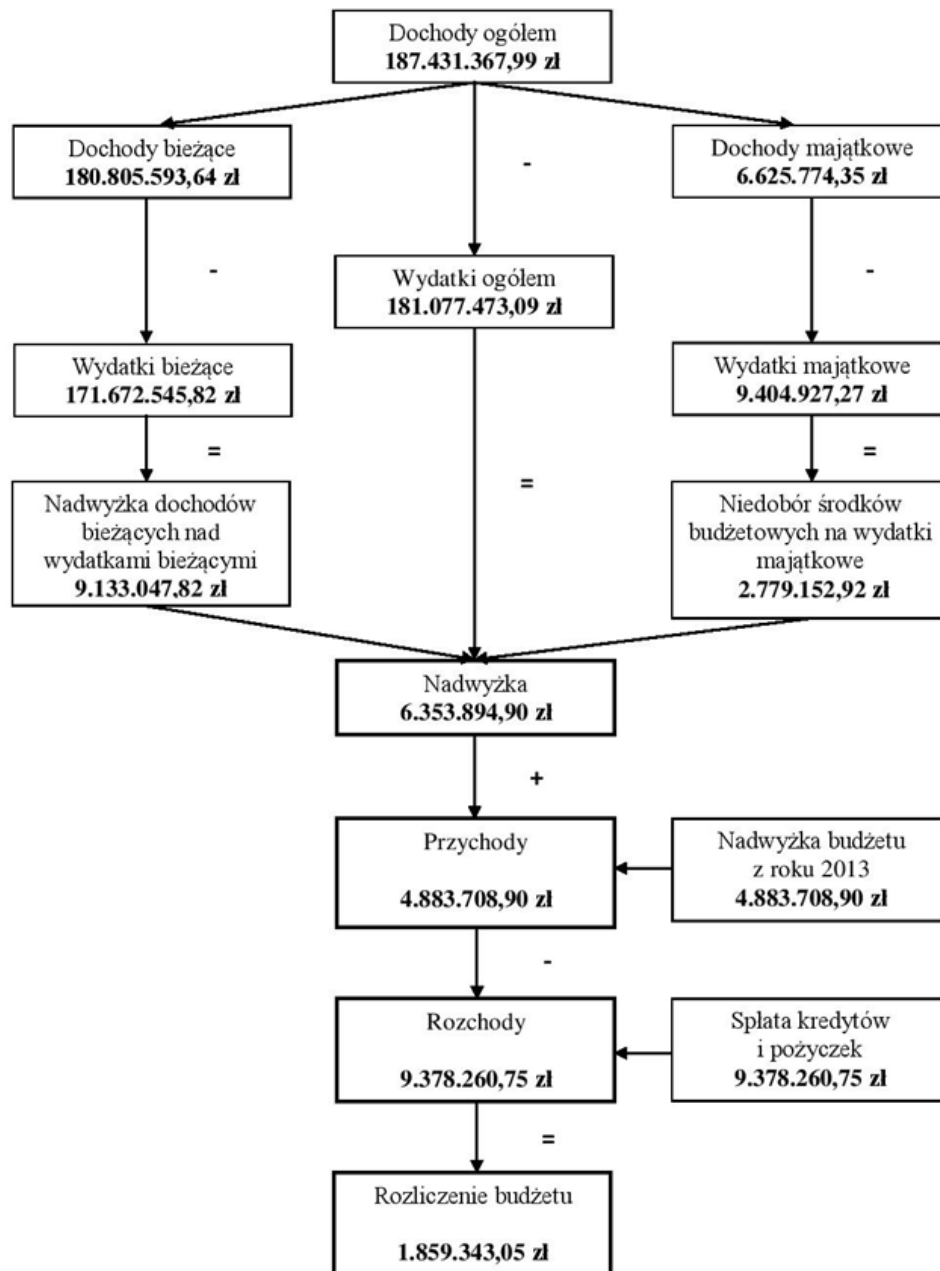 Dochody ogółem
187.431.367,99 zł
Dochody bieżące
180.805.593,64 zł
-
Dochody majątkowe
6.625.774,35 zł
-
Wydatki ogółem
181.077.473,09 zł
-
Wydatki bieżące
171.672.545,82 zł
Wydatki majątkowe
9.404.927,27 zł
=
=
=
Nadwyżka dochodów
bieżących nad
wydatkami bieżącymi
9.133.047,82 zł
Niedobór środków
budżetowych na wydatki
majątkowe
2.779.152,92 zł
Nadwyżka
6.353.894,90 zł
+
Przychody
4.883.708,90 zł
Nadwyżka budżetu
z roku 2013
4.883.708,90 zł
-
Rozchody
9.378.260,75 zł
Spłata kredytów
i pożyczek
9.378.260,75 zł
=
Rozliczenie budżetu
1.859.343,05 zł